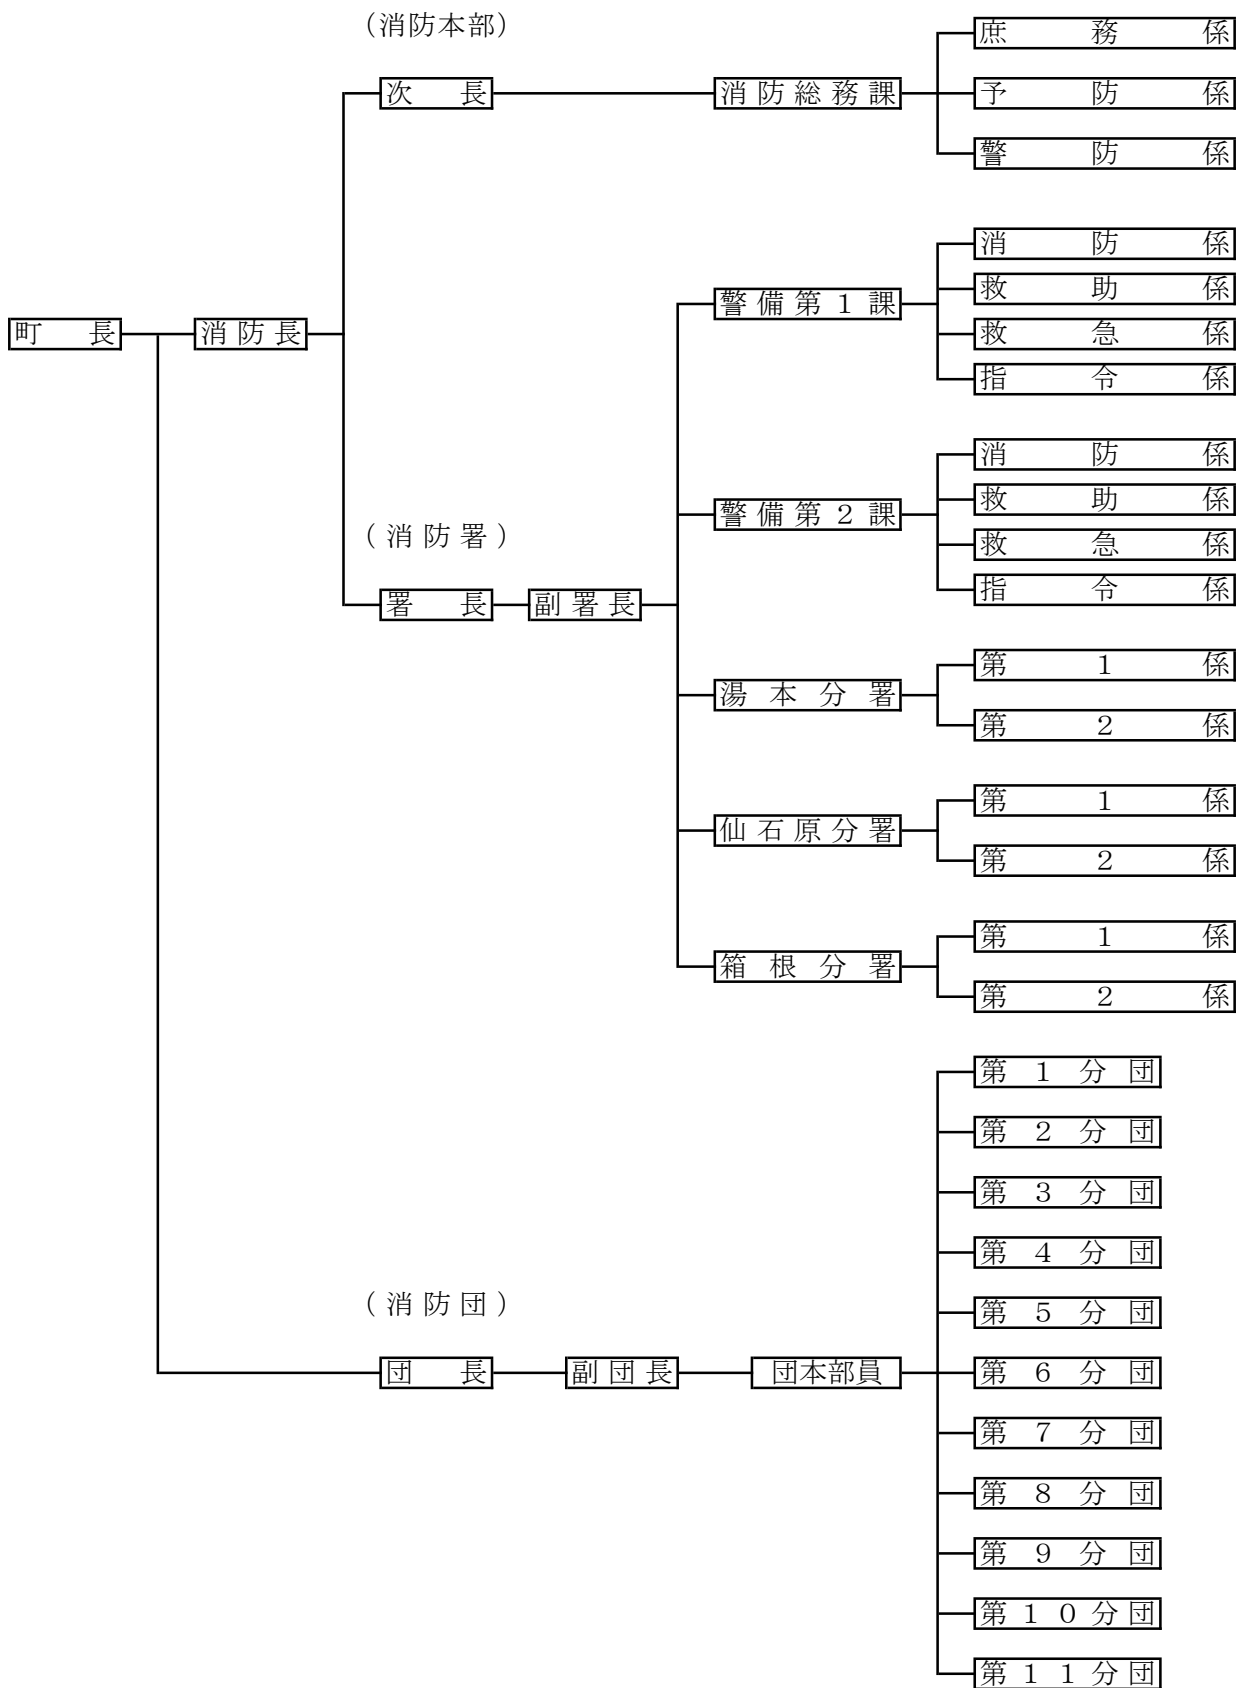 (消防本部)
庶務係
次長
消防総務課
予防係
警防係
消防係
救助係
警備第1課
町長
消防長
救急係
指令係
消防係
救助係
警備第2課
(消防署)
救急係
指令係
署長
副署長
第1係
湯本分署
第2係
第1係
仙石原分署
第2係
第1係
箱根分署
第2係
第1分団
第2分団
第3分団
第4分団
(消防団)
第5分団
団長
副団長
団本部員
第6分団
第7分団
第8分団
第9分団
第10分団
第11分団